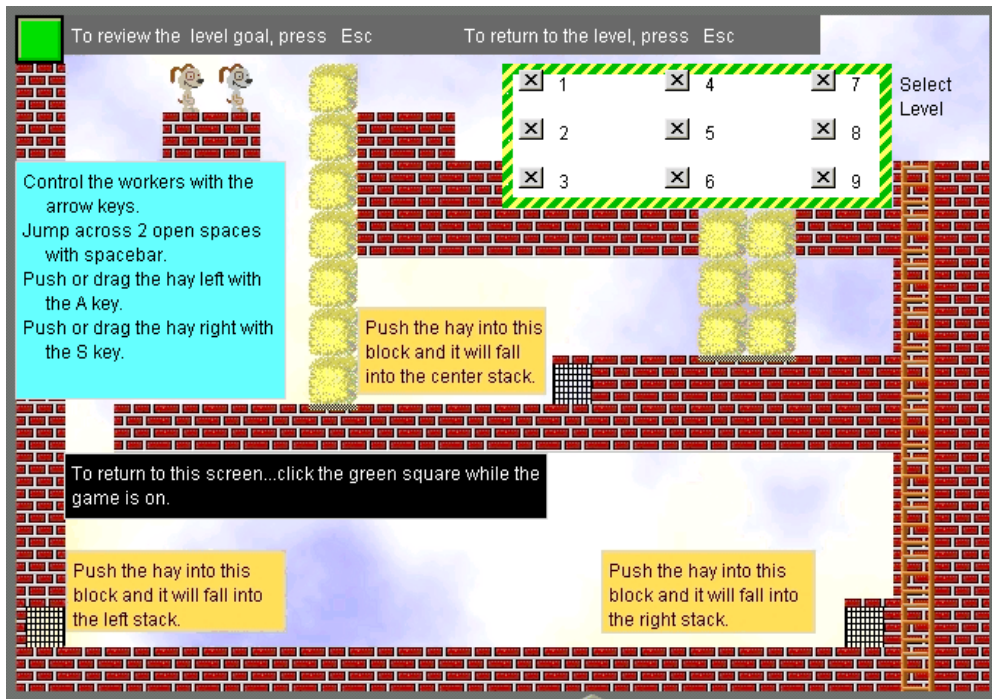 To review the level goal, press Esc
To return to the level, press Esc
1 4 7
2 5 8
3 6 9
Select
Level
Control the workers with the
arrow keys.
Jump across 2 open spaces
with spacebar.
Push or drag the hay left with
the A key.
Push or drag the hay right with
the S key.
Push the hay into this
block and it will fall
into the center stack.
To return to this screen...click the green square while the
game is on.
Push the hay into this
block and it will fall into
the left stack.
Push the hay into this
block and it will fall into
the right stack.